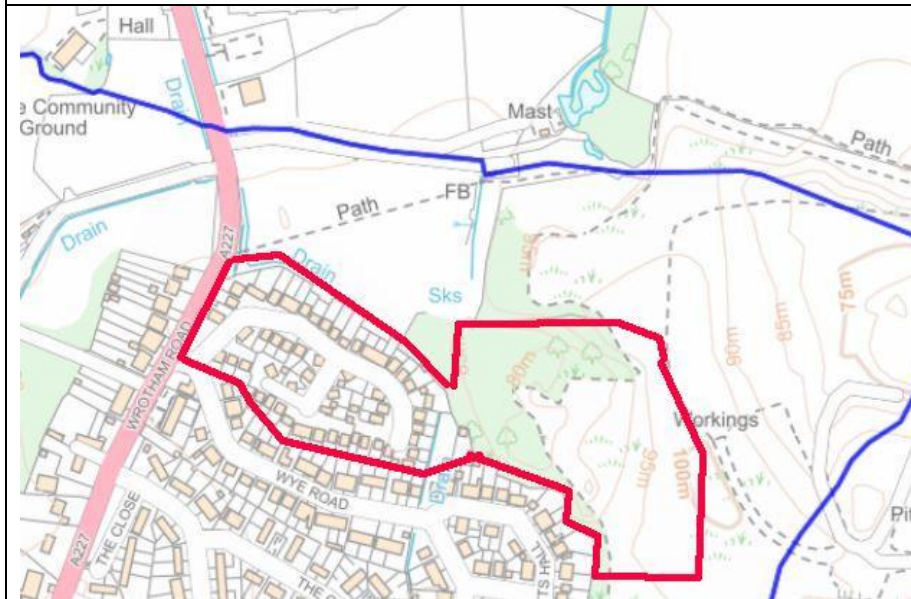 Hall
Drain
e Community
Ground
Mast
Path
FB
Path
Drain
A227
Drain
Sks
95m
75m
85m
90m
80m
WROTHAM ROAD
Workings
95m
100m
Pit
WYE ROAD
THE CLOSE
A227
THE